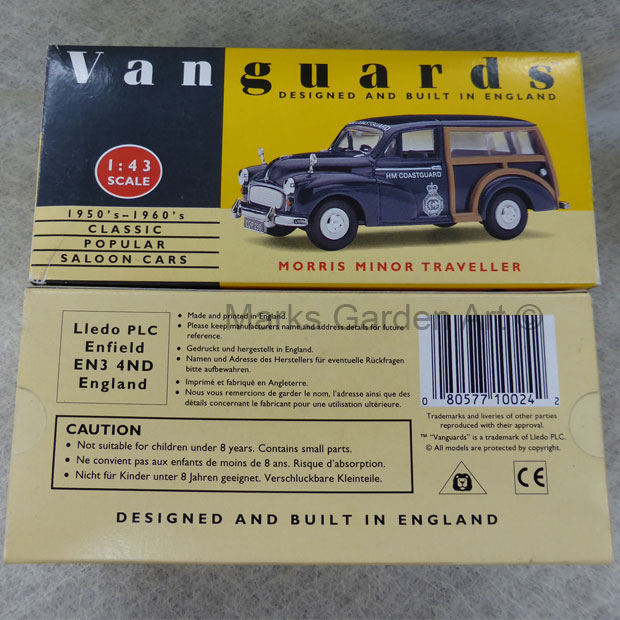 Vanguards
DESIGNED AND BUILT IN ENGLAND
1:43
SCALE
HM COASTGUARD
HM COASTGUARD
1950's–1960's
CLASSIC
POPULAR
SALOON CARS
MORRIS MINOR TRAVELLER
Marks Garden Art ©
Lledo PLC
Enfield
EN3 4ND
England
• Made and printed in England.
• Please keep manufacturers name and address details for future
reference.
• Gedruckt und hergestellt in England.
• Namen und Adresse des Herstellers für eventuelle Rückfragen
bitte aufbewahren.
• Imprimé et fabriqué en Angleterre.
• Nous vous remercions de garder le nom, l'adresse ainsi que des
détails concernant le fabricant pour une utilisation ultérieure.
0 80577 10024 2
Trademarks and liveries of other parties
reproduced with their approval.
™ "Vanguards" is a trademark of Lledo PLC.
© All models are protected by copyright.
CAUTION
• Not suitable for children under 8 years. Contains small parts.
• Ne convient pas aux enfants de moins de 8 ans. Risque d'absorption.
• Nicht für Kinder unter 8 Jahren geeignet. Verschluckbare Kleinteile.
CE
DESIGNED AND BUILT IN ENGLAND